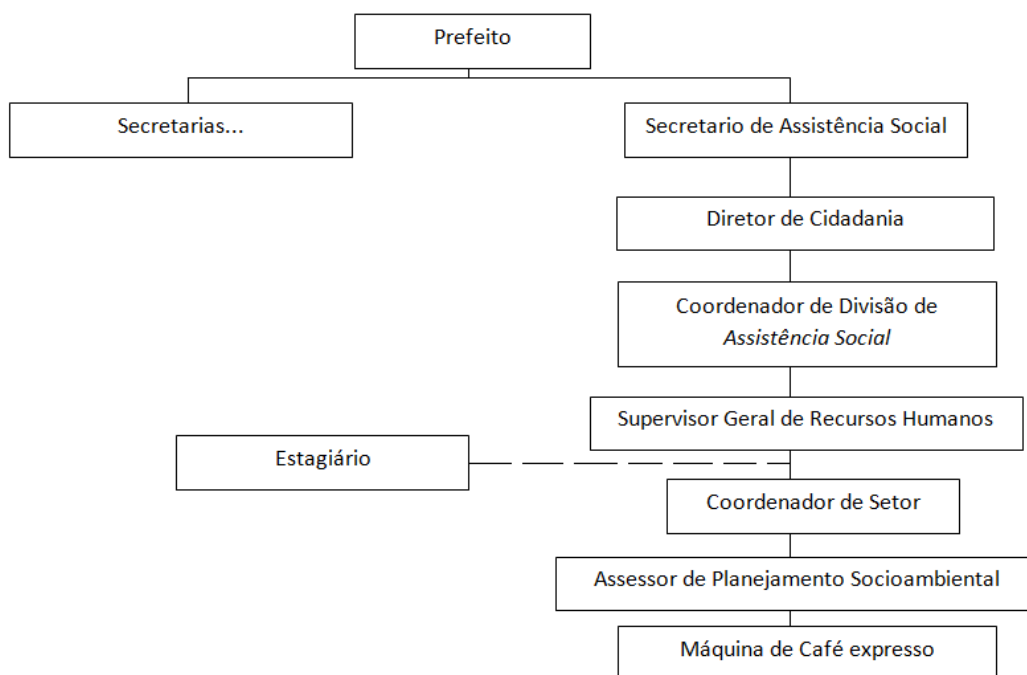 Prefeito
Secretarias...
Secretario de Assistência Social
Diretor de Cidadania
Coordenador de Divisão de
Assistência Social
Supervisor Geral de Recursos Humanos
Estagiário
Coordenador de Setor
Assessor de Planejamento Socioambiental
Máquina de Café expresso